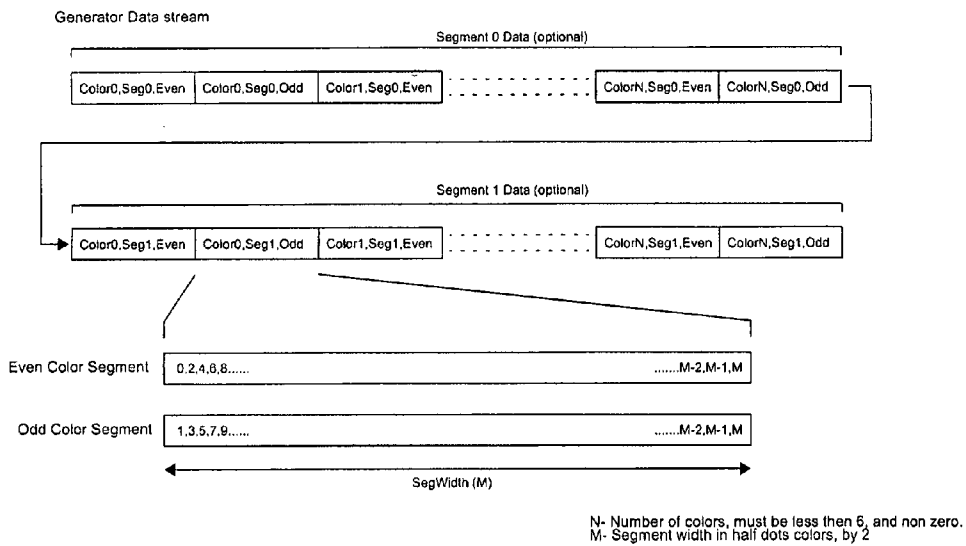 Generator Data stream
Segment 0 Data (optional)
Color0,Seg0,Even Color0,Seg0,Odd Color1,Seg0,Even ColorN,Seg0,Even ColorN,Seg0,Odd
Segment 1 Data (optional)
Color0,Seg1,Even Color0,Seg1,Odd Color1,Seg1,Even ColorN,Seg1,Even ColorN,Seg1,Odd
Even Color Segment 0,2,4,6,8...... .......M-2,M-1,M
Odd Color Segment 1,3,5,7,9...... .......M-2,M-1,M
SegWidth (M)
N- Number of colors, must be less then 6, and non zero.
M- Segment width in half dots colors, by 2